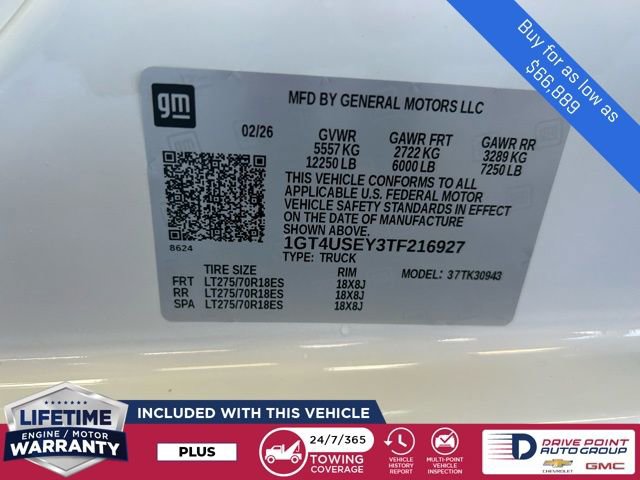 Buy for as low as
$66,889
gm
MFD BY GENERAL MOTORS LLC
02/26
GVWR GAWR FRT GAWR RR
5557 KG 2722 KG 3289 KG
12250 LB 6000 LB 7250 LB
THIS VEHICLE CONFORMS TO ALL
APPLICABLE U.S. FEDERAL MOTOR
VEHICLE SAFETY STANDARDS IN EFFECT
ON THE DATE OF MANUFACTURE
SHOWN ABOVE.
8624
1GT4USEY3TF216927
TYPE: TRUCK
TIRE SIZE RIM MODEL: 37TK30943
FRT LT275/70R18ES 18X8J
RR LT275/70R18ES 18X8J
SPA LT275/70R18ES 18X8J
LIFETIME
ENGINE / MOTOR
WARRANTY
INCLUDED WITH THIS VEHICLE
PLUS
24/7/365
TOWING
COVERAGE
VEHICLE
HISTORY
REPORT
MULTI-POINT
VEHICLE
INSPECTION
D DRIVE POINT
AUTO GROUP
CHEVROLET GMC